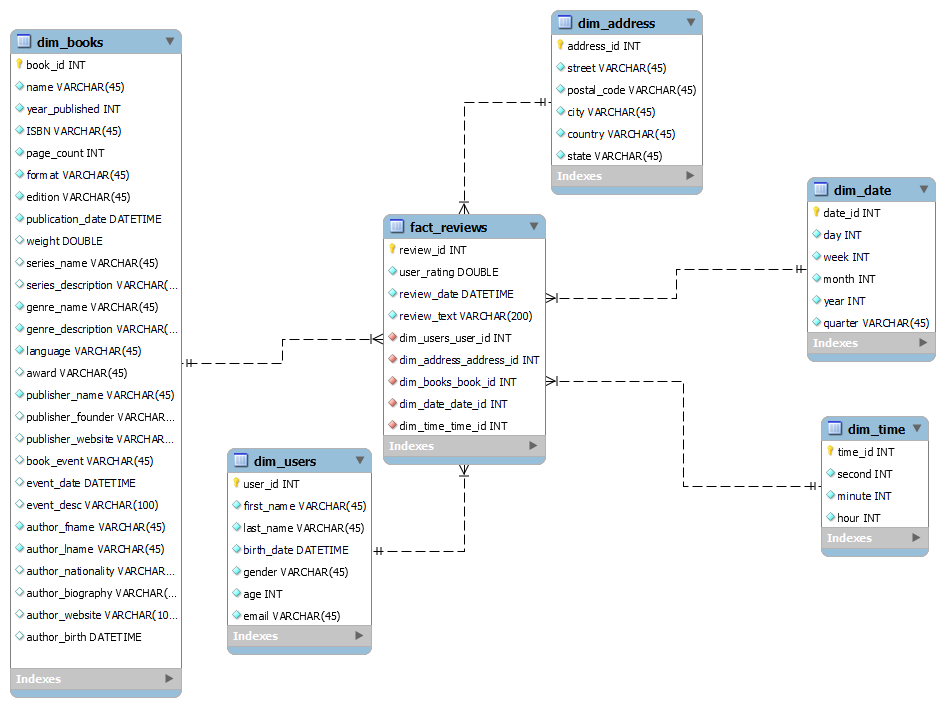 dim_books
book_id INT
name VARCHAR(45)
year_published INT
ISBN VARCHAR(45)
page_count INT
format VARCHAR(45)
edition VARCHAR(45)
publication_date DATETIME
weight DOUBLE
series_name VARCHAR(45)
series_description VARCHAR(...
genre_name VARCHAR(45)
genre_description VARCHAR(...
language VARCHAR(45)
award VARCHAR(45)
publisher_name VARCHAR(45)
publisher_founder VARCHAR...
publisher_website VARCHAR...
book_event VARCHAR(45)
event_date DATETIME
event_desc VARCHAR(100)
author_fname VARCHAR(45)
author_lname VARCHAR(45)
author_nationality VARCHAR...
author_biography VARCHAR(...
author_website VARCHAR(10...
author_birth DATETIME
Indexes
dim_address
address_id INT
street VARCHAR(45)
postal_code VARCHAR(45)
city VARCHAR(45)
country VARCHAR(45)
state VARCHAR(45)
Indexes
fact_reviews
review_id INT
user_rating DOUBLE
review_date DATETIME
review_text VARCHAR(200)
dim_users_user_id INT
dim_address_address_id INT
dim_books_book_id INT
dim_date_date_id INT
dim_time_time_id INT
Indexes
dim_date
date_id INT
day INT
week INT
month INT
year INT
quarter VARCHAR(45)
Indexes
dim_users
user_id INT
first_name VARCHAR(45)
last_name VARCHAR(45)
birth_date DATETIME
gender VARCHAR(45)
age INT
email VARCHAR(45)
Indexes
dim_time
time_id INT
second INT
minute INT
hour INT
Indexes